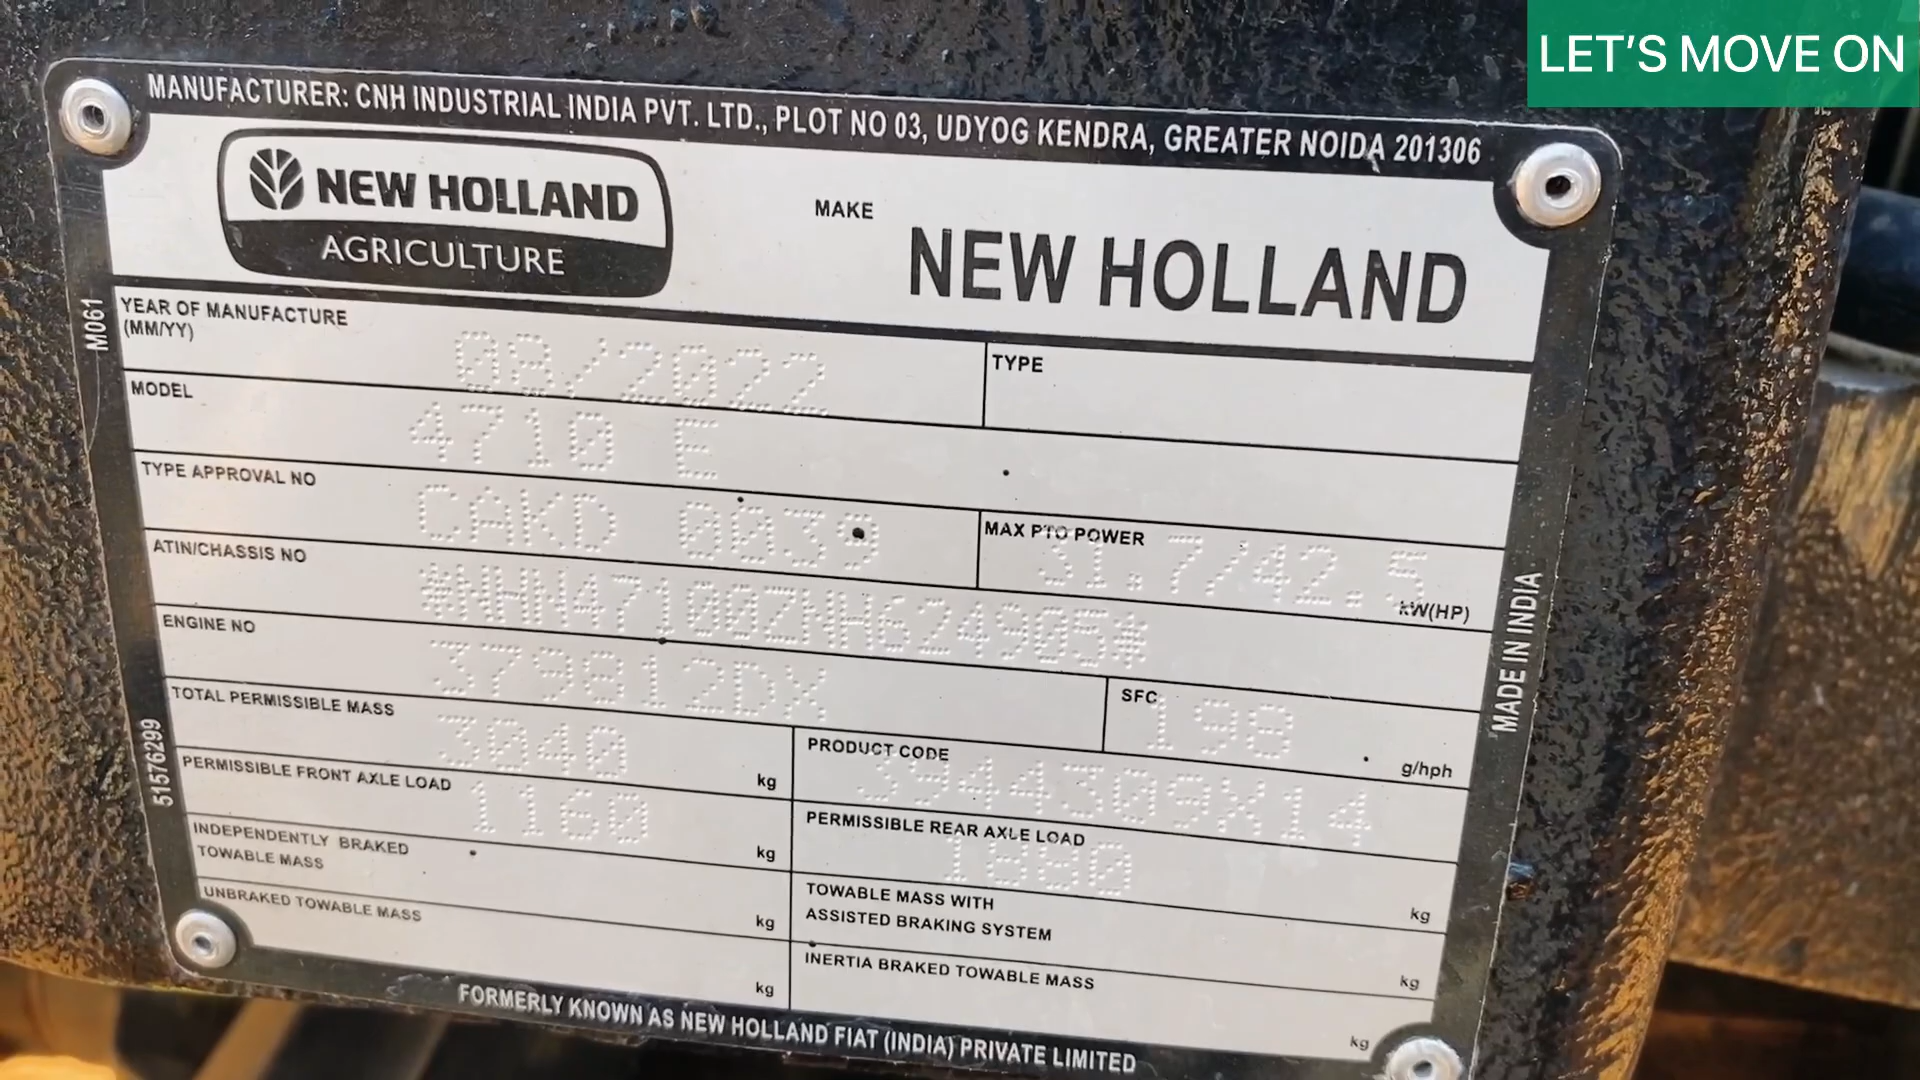 LET'S MOVE ON
MANUFACTURER: CNH INDUSTRIAL INDIA PVT. LTD., PLOT NO 03, UDYOG KENDRA, GREATER NOIDA 201306
NEW HOLLAND
AGRICULTURE
MAKE
NEW HOLLAND
M061
YEAR OF MANUFACTURE
(MM/YY)
08/2022
TYPE
MODEL
4710 E
TYPE APPROVAL NO
CAKD 0039
MAX PTO POWER
31.7/42.5
kW(HP)
ATIN/CHASSIS NO
*NHN47100ZNH624905*
ENGINE NO
379812DX
SFC
198
g/hph
TOTAL PERMISSIBLE MASS
3040
kg
PRODUCT CODE
3944309X14
PERMISSIBLE FRONT AXLE LOAD
1160
kg
PERMISSIBLE REAR AXLE LOAD
1880
kg
INDEPENDENTLY BRAKED
TOWABLE MASS
kg
TOWABLE MASS WITH
ASSISTED BRAKING SYSTEM
kg
UNBRAKED TOWABLE MASS
kg
INERTIA BRAKED TOWABLE MASS
kg
51576299
MADE IN INDIA
FORMERLY KNOWN AS NEW HOLLAND FIAT (INDIA) PRIVATE LIMITED